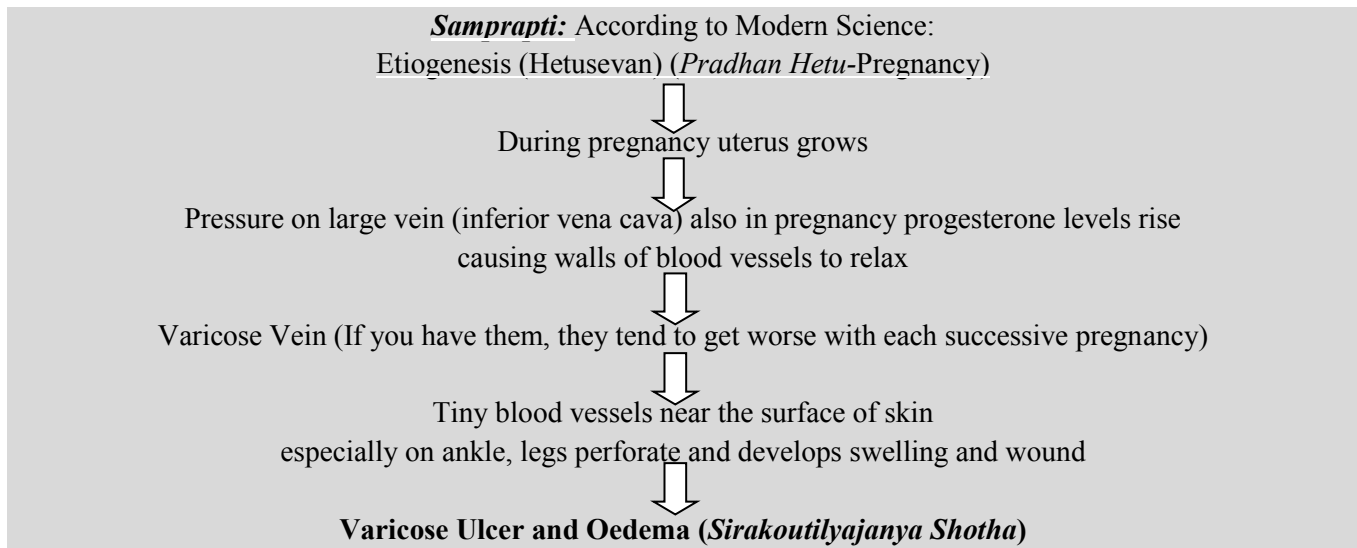 Samprapti: According to Modern Science:
Etiogenesis (Hetusevan) (Pradhan Hetu-Pregnancy)
During pregnancy uterus grows
Pressure on large vein (inferior vena cava) also in pregnancy progesterone levels rise
causing walls of blood vessels to relax
Varicose Vein (If you have them, they tend to get worse with each successive pregnancy)
Tiny blood vessels near the surface of skin
especially on ankle, legs perforate and develops swelling and wound
Varicose Ulcer and Oedema (Sirakoutilyajanya Shotha)